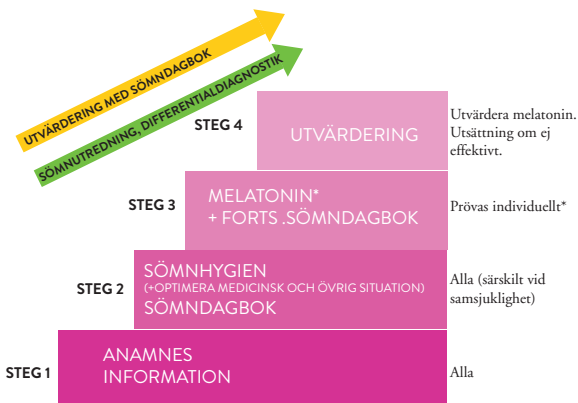 UTVÄRDERING MED SÖMNDAGBOK
SÖMNUTREDNING, DIFFERENTIALDIAGNOSTIK
STEG 4
UTVÄRDERING
Utvärdera melatonin.
Utsättning om ej
effektivt.
STEG 3
MELATONIN*
+ FORTS .SÖMNDAGBOK
Prövas individuellt*
STEG 2
SÖMNHYGIEN
(+OPTIMERA MEDICINSK OCH ÖVRIG SITUATION)
SÖMNDAGBOK
Alla (särskilt vid
samsjuklighet)
STEG 1
ANAMNES
INFORMATION
Alla